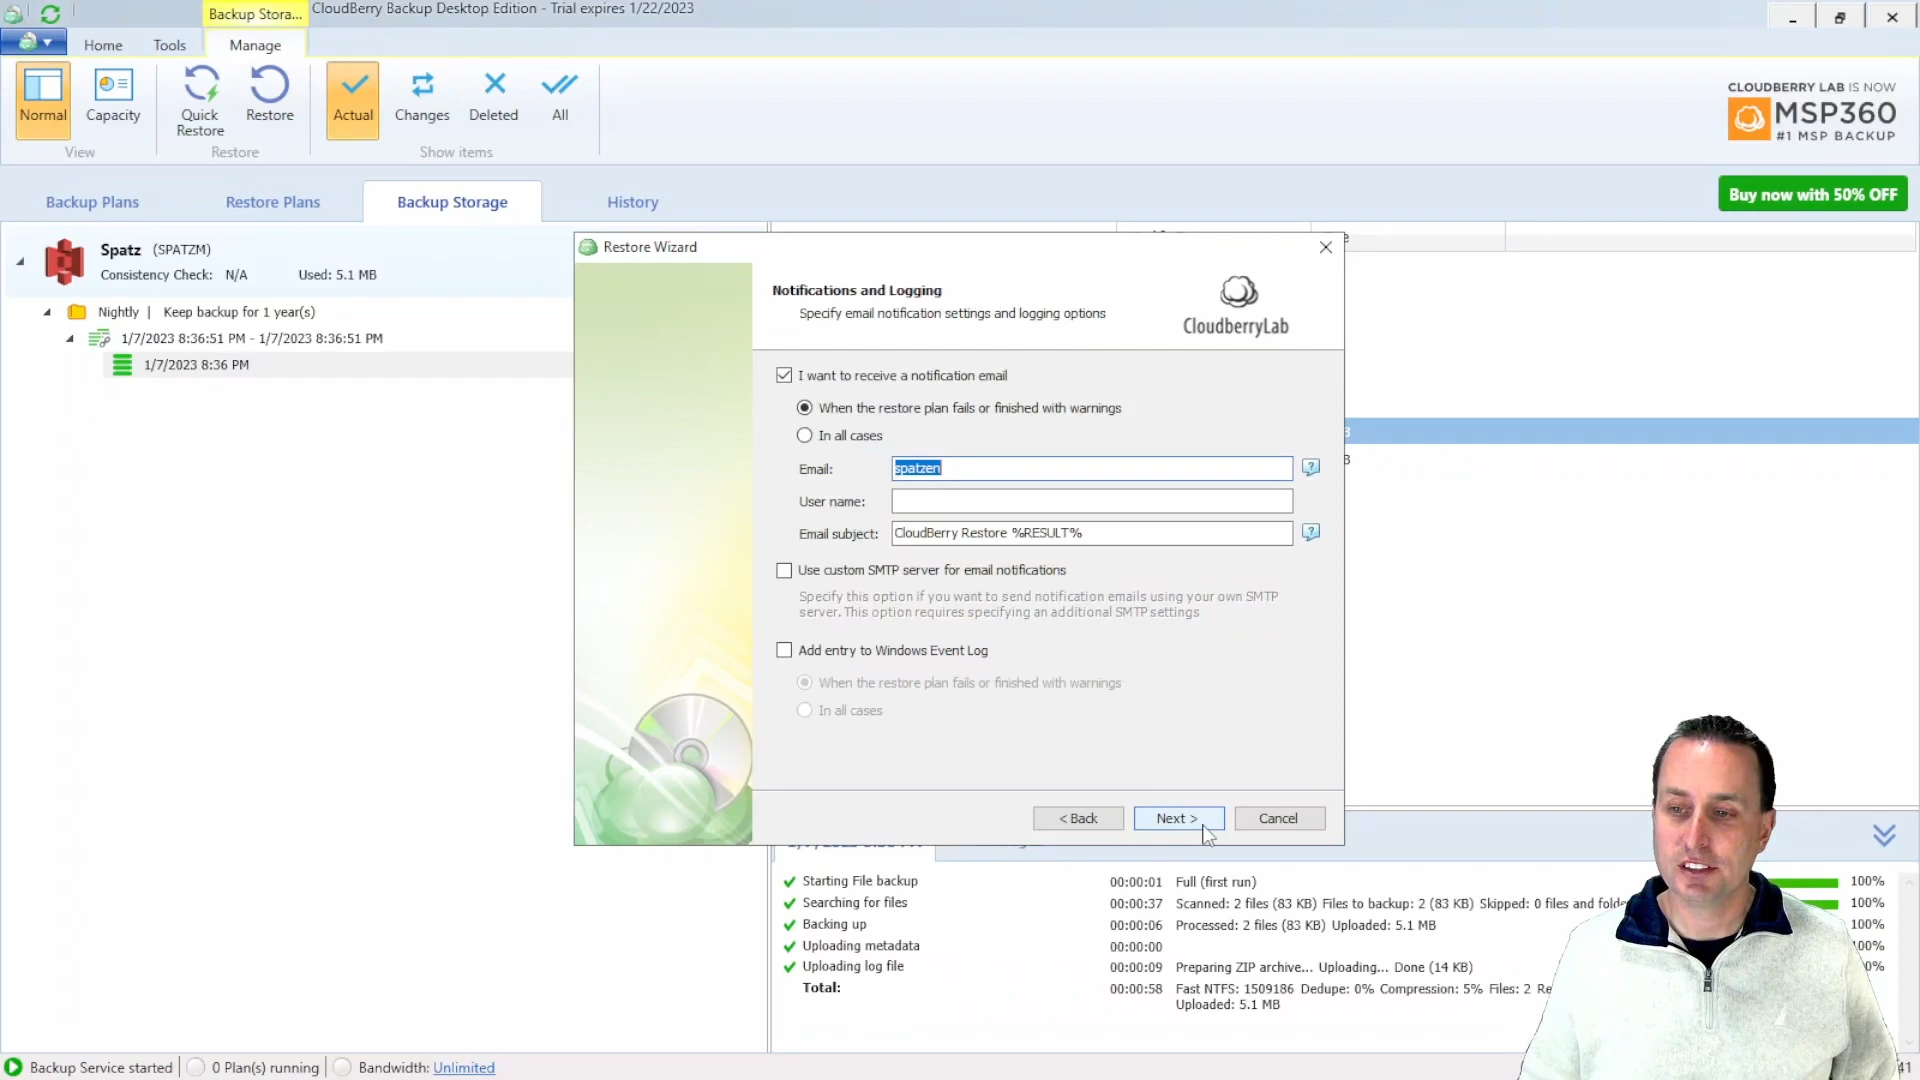 Backup Stora... CloudBerry Backup Desktop Edition - Trial expires 1/22/2023
Home Tools Manage
Normal Capacity Quick Restore Restore Actual Changes Deleted All
View Restore Show items
CLOUDBERRY LAB IS NOW
MSP360
#1 MSP BACKUP
Backup Plans Restore Plans Backup Storage History
Buy now with 50% OFF
Spatz (SPATZM)
Consistency Check: N/A Used: 5.1 MB
Nightly | Keep backup for 1 year(s)
1/7/2023 8:36:51 PM - 1/7/2023 8:36:51 PM
1/7/2023 8:36 PM
Restore Wizard
Notifications and Logging
Specify email notification settings and logging options
CloudberryLab
I want to receive a notification email
When the restore plan fails or finished with warnings
In all cases
Email: spatzen
User name:
Email subject: CloudBerry Restore %RESULT%
Use custom SMTP server for email notifications
Specify this option if you want to send notification emails using your own SMTP
server. This option requires specifying an additional SMTP settings
Add entry to Windows Event Log
When the restore plan fails or finished with warnings
In all cases
< Back Next > Cancel
Starting File backup 00:00:01 Full (first run) 100%
Searching for files 00:00:37 Scanned: 2 files (83 KB) Files to backup: 2 (83 KB) Skipped: 0 files and 100%
Backing up 00:00:06 Processed: 2 files (83 KB) Uploaded: 5.1 MB 100%
Uploading metadata 00:00:00 100%
Uploading log file 00:00:09 Preparing ZIP archive... Uploading... Done (14 KB)
Total: 00:00:58 Fast NTFS: 1509186 Dedupe: 0% Compression: 5% Files: 2
Uploaded: 5.1 MB
Backup Service started 0 Plan(s) running Bandwidth: Unlimited